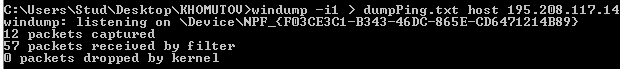 C:\Users\Stud\Desktop\KHOMUTOV>windump -i1 > dumpPing.txt host 195.208.117.14
windump: listening on \Device\NPF_{F03CE3C1-B343-46DC-865E-CD6471214B89}
12 packets captured
57 packets received by filter
0 packets dropped by kernel